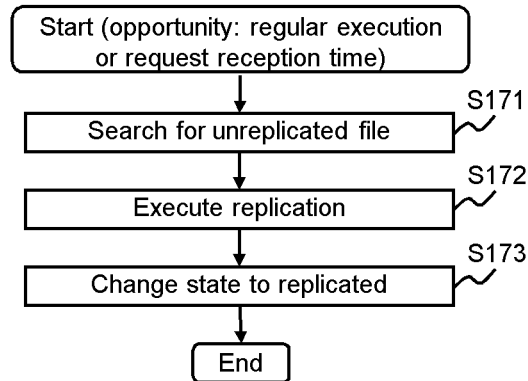 Start (opportunity: regular execution
or request reception time)
S171
Search for unreplicated file
S172
Execute replication
S173
Change state to replicated
End